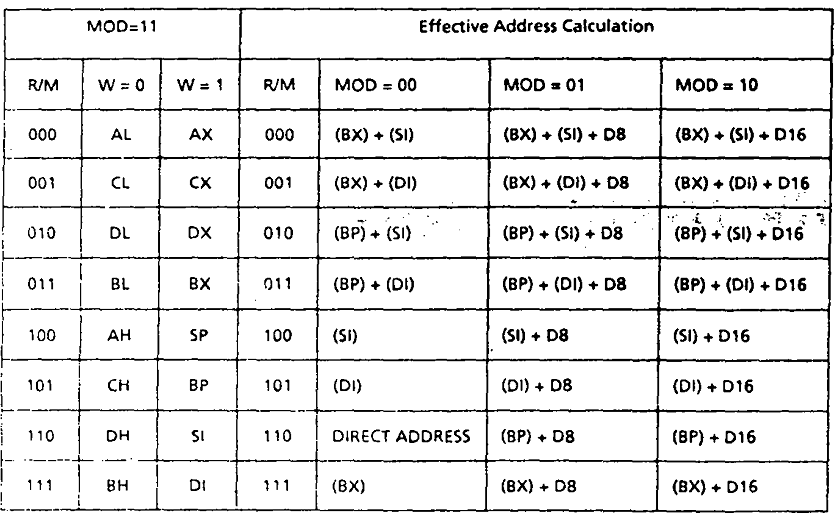 MOD=11 Effective Address Calculation
R/M W = 0 W = 1 R/M MOD = 00 MOD = 01 MOD = 10
000 AL AX 000 (BX) + (SI) (BX) + (SI) + D8 (BX) + (SI) + D16
001 CL CX 001 (BX) + (DI) (BX) + (DI) + D8 (BX) + (DI) + D16
010 DL DX 010 (BP) + (SI) (BP) + (SI) + D8 (BP) + (SI) + D16
011 BL BX 011 (BP) + (DI) (BP) + (DI) + D8 (BP) + (DI) + D16
100 AH SP 100 (SI) (SI) + D8 (SI) + D16
101 CH BP 101 (DI) (DI) + D8 (DI) + D16
110 DH SI 110 DIRECT ADDRESS (BP) + D8 (BP) + D16
111 BH DI 111 (BX) (BX) + D8 (BX) + D16